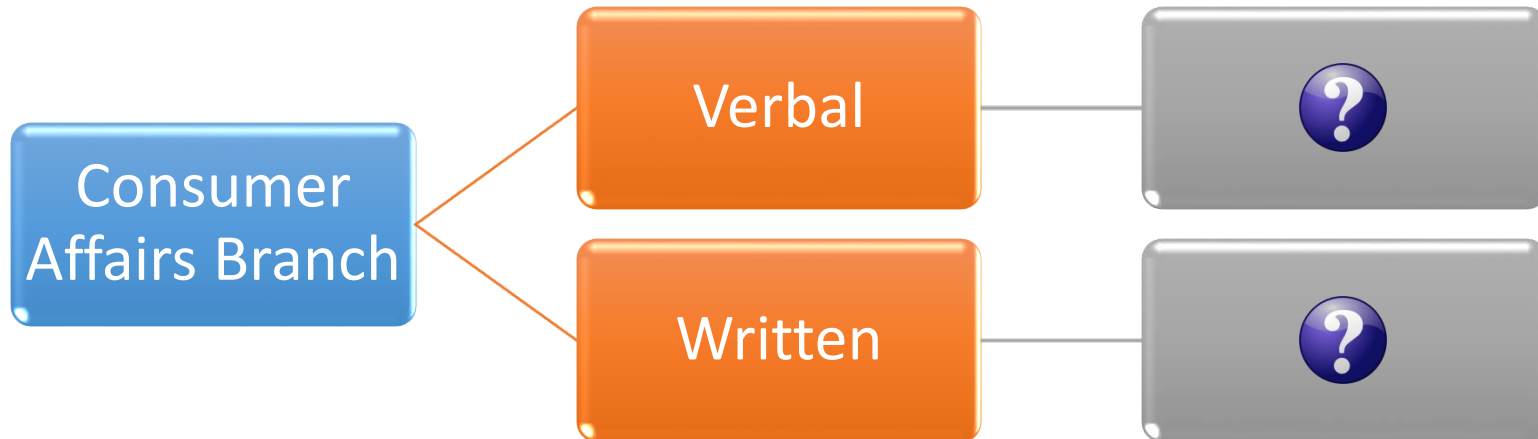 Consumer
Affairs Branch
Verbal
?
Written
?